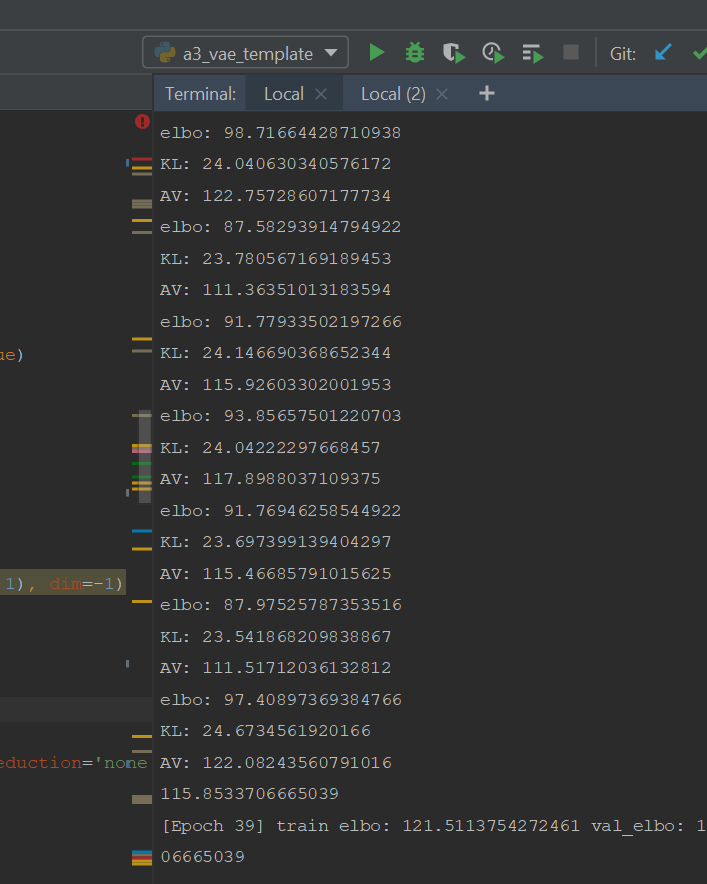 a3_vae_template
Git:
Terminal: Local Local (2)
elbo: 98.71664428710938
KL: 24.040630340576172
AV: 122.75728607177734
elbo: 87.58293914794922
KL: 23.780567169189453
AV: 111.36351013183594
elbo: 91.77933502197266
ue)
KL: 24.146690368652344
AV: 115.92603302001953
elbo: 93.85657501220703
KL: 24.04222297668457
AV: 117.8988037109375
elbo: 91.76946258544922
KL: 23.697399139404297
AV: 115.46685791015625
1), dim=-1)
elbo: 87.97525787353516
KL: 23.541868209838867
AV: 111.51712036132812
elbo: 97.40897369384766
KL: 24.6734561920166
eduction='none
AV: 122.08243560791016
115.8533706665039
[Epoch 39] train elbo: 121.5113754272461 val_elbo: 1
06665039